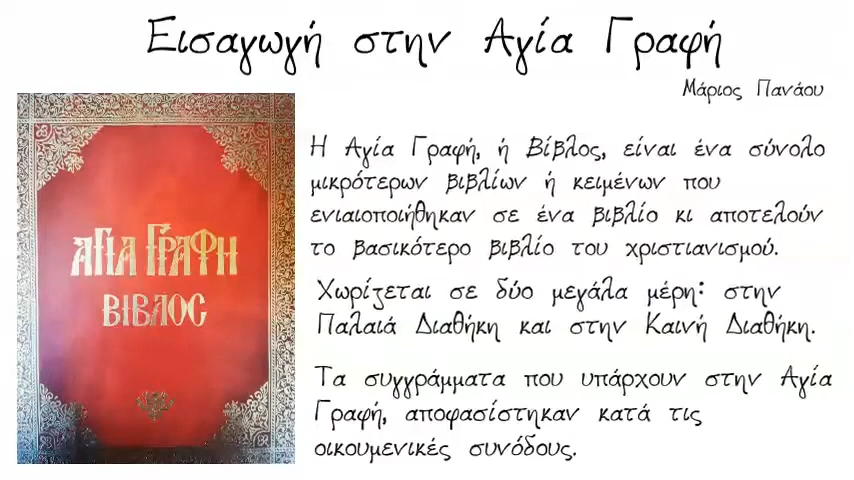 Εισαγωγή στην Αγία Γραφή
Μάριος Πανάου
ΑΓΙΑ ΓΡΑΦΗ
ΒΙΒΛΟΣ
Η Αγία Γραφή, ή Βίβλος, είναι ένα σύνολο
μικρότερων βιβλίων ή κειμένων που
ενιαιοποιήθηκαν σε ένα βιβλίο κι αποτελούν
το βασικότερο βιβλίο του χριστιανισμού.
Χωρίζεται σε δύο μεγάλα μέρη: στην
Παλαιά Διαθήκη και στην Καινή Διαθήκη.
Τα συγγράμματα που υπάρχουν στην Αγία
Γραφή, αποφασίστηκαν κατά τις
οικουμενικές συνόδους.